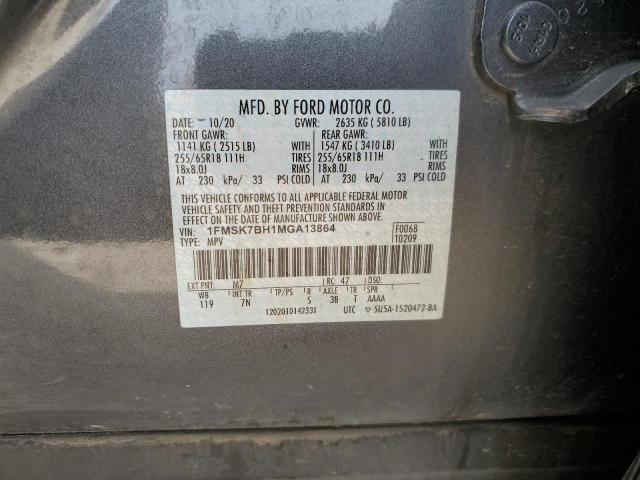 MFD. BY FORD MOTOR CO.
DATE: 10/20 GVWR: 2635 KG ( 5810 LB)
FRONT GAWR: REAR GAWR:
1141 KG ( 2515 LB) WITH 1547 KG ( 3410 LB) WITH
255/65R18 111H TIRES 255/65R18 111H TIRES
18x8.0J RIMS 18x8.0J RIMS
AT 230 kPa/ 33 PSI COLD AT 230 kPa/ 33 PSI COLD
THIS VEHICLE CONFORMS TO ALL APPLICABLE FEDERAL MOTOR
VEHICLE SAFETY AND THEFT PREVENTION STANDARDS IN EFFECT
ON THE DATE OF MANUFACTURE SHOWN ABOVE.
VIN: 1FMSK7BH1MGA13864 F0068
TYPE: MPV T0209
EXT PNT: M7 RC: 47 DSO:
WB INT TR TP/PS R AXLE TR SPR
119 7N S 3B T AAAA
1202010142331 UTC ▽ 5U5A-1520472-BA